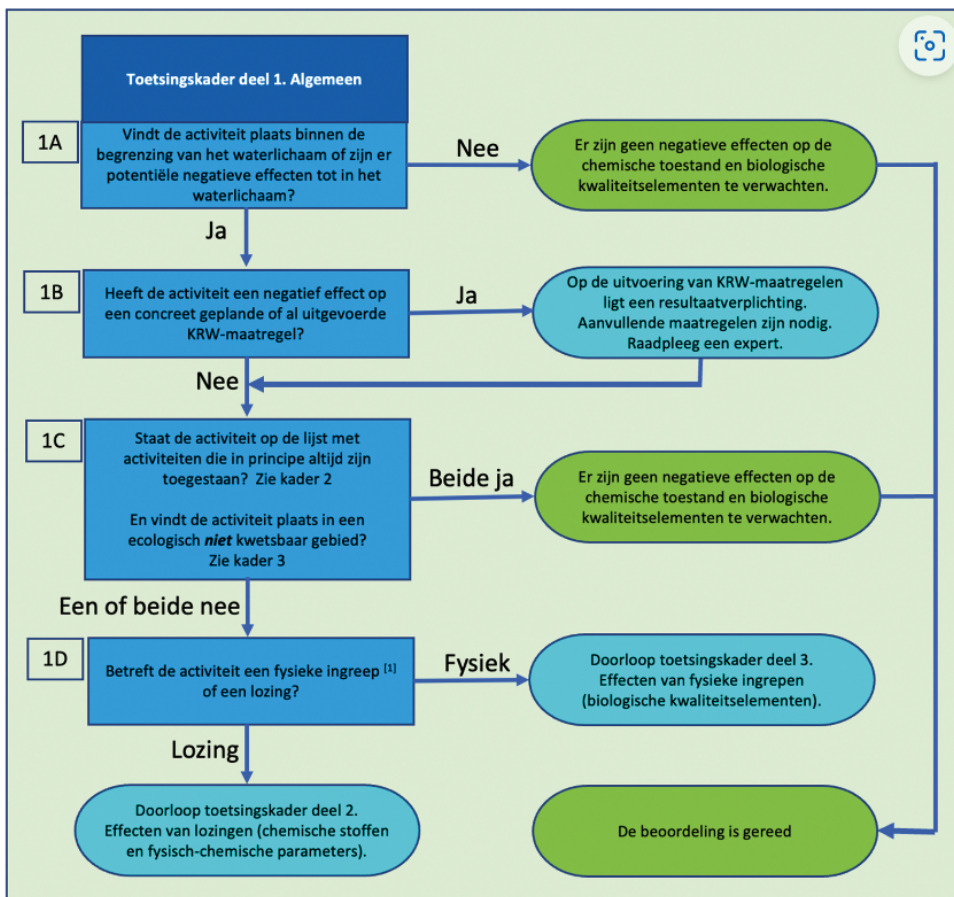 Toetsingskader deel 1. Algemeen
1A
Vindt de activiteit plaats binnen de
begrenzing van het waterlichaam of zijn er
potentiële negatieve effecten tot in het
waterlichaam?
Nee
Er zijn geen negatieve effecten op de
chemische toestand en biologische
kwaliteitselementen te verwachten.
Ja
1B
Heeft de activiteit een negatief effect op
een concreet geplande of al uitgevoerde
KRW-maatregel?
Ja
Op de uitvoering van KRW-maatregelen
ligt een resultaatverplichting.
Aanvullende maatregelen zijn nodig.
Raadpleeg een expert.
Nee
1C
Staat de activiteit op de lijst met
activiteiten die in principe altijd zijn
toegestaan? Zie kader 2
En vindt de activiteit plaats in een
ecologisch niet kwetsbaar gebied?
Zie kader 3
Beide ja
Er zijn geen negatieve effecten op de
chemische toestand en biologische
kwaliteitselementen te verwachten.
Een of beide nee
1D
Betreft de activiteit een fysieke ingreep [1]
of een lozing?
Fysiek
Doorloop toetsingskader deel 3.
Effecten van fysieke ingrepen
(biologische kwaliteitselementen).
Lozing
Doorloop toetsingskader deel 2.
Effecten van lozingen (chemische stoffen
en fysisch-chemische parameters).
De beoordeling is gereed